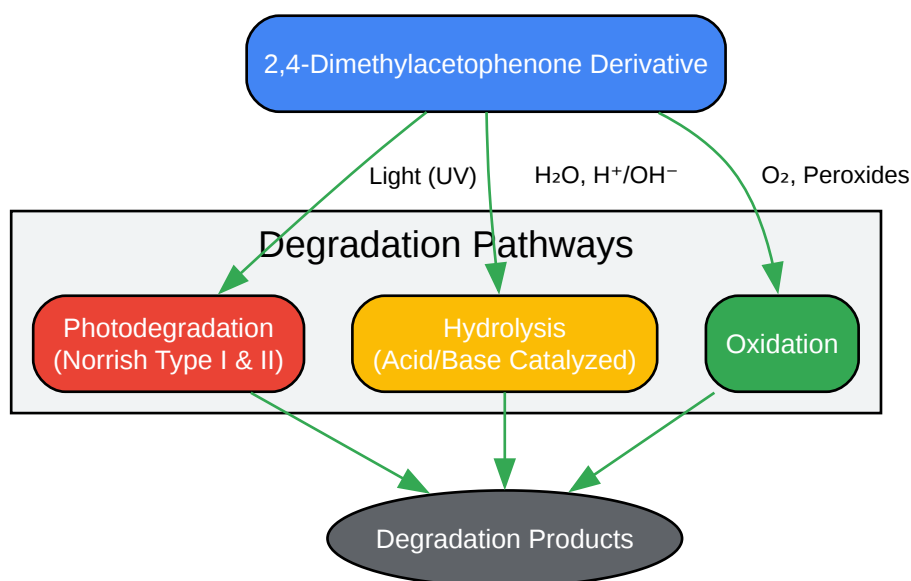 2,4-Dimethylacetophenone Derivative
Light (UV)
H₂O, H⁺/OH⁻
O₂, Peroxides
Degradation Pathways
Photodegradation
(Norrish Type I & II)
Hydrolysis
(Acid/Base Catalyzed)
Oxidation
Degradation Products